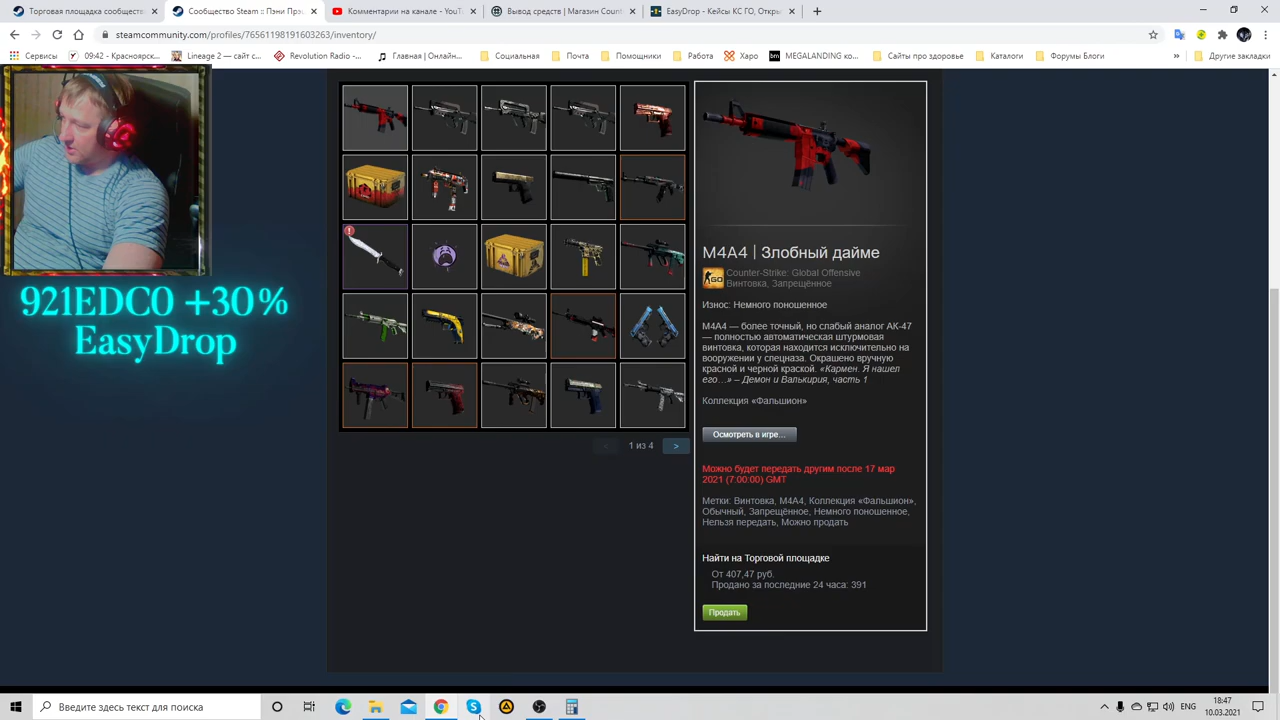 Торговая площадка сообществ
Сообщество Steam :: Пэни Прэ
Комментарии на канале - YouT
Вывод средств | Магазин Count
EasyDrop - Кейсы КС ГО, Откры
steamcommunity.com/profiles/76561198191603263/inventory/
Сервисы
09:42 - Красноярск...
Lineage 2 — сайт с...
Revolution Radio -...
Главная | Онлайн...
Социальная
Почта
Помощники
Работа
Харо
MEGALANDING ко...
Сайты про здоровье
Каталоги
Форумы Блоги
Другие закладки
921EDC0 +30%
EasyDrop
1 из 4
M4A4 | Злобный дайме
Counter-Strike: Global Offensive
Винтовка, Запрещённое
Износ: Немного поношенное
M4A4 — более точный, но слабый аналог AK-47
— полностью автоматическая штурмовая
винтовка, которая находится исключительно на
вооружении у спецназа. Окрашено вручную
красной и черной краской. «Кармен. Я нашел
его…» – Демон и Валькирия, часть 1
Коллекция «Фальшион»
Осмотреть в игре…
Можно будет передать другим после 17 мар
2021 (7:00:00) GMT
Метки: Винтовка, M4A4, Коллекция «Фальшион»,
Обычный, Запрещённое, Немного поношенное,
Нельзя передать, Можно продать
Найти на Торговой площадке
От 407,47 руб.
Продано за последние 24 часа: 391
Продать
Введите здесь текст для поиска
ENG
18:47
10.03.2021